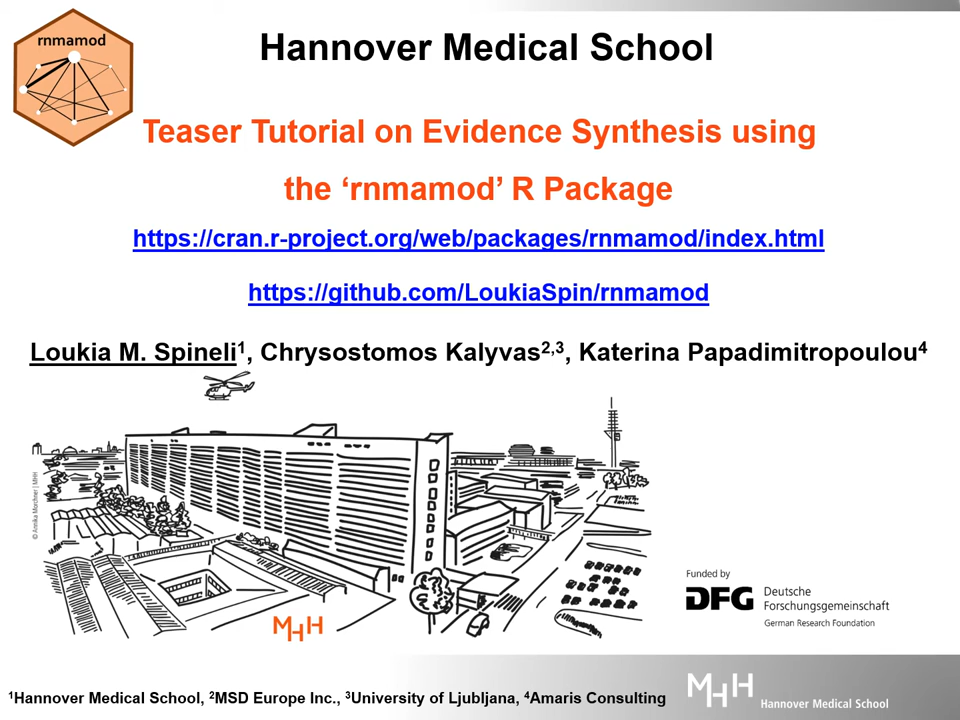 rnmamod
Hannover Medical School
Teaser Tutorial on Evidence Synthesis using
the ‘rnmamod’ R Package
https://cran.r-project.org/web/packages/rnmamod/index.html
https://github.com/LoukiaSpin/rnmamod
Loukia M. Spineli¹, Chrysostomos Kalyvas²,³, Katerina Papadimitropoulou⁴
© Annika Morchner | MHH
MHH
Funded by
DFG Deutsche
Forschungsgemeinschaft
German Research Foundation
¹Hannover Medical School, ²MSD Europe Inc., ³University of Ljubljana, ⁴Amaris Consulting
MHH Hannover Medical School